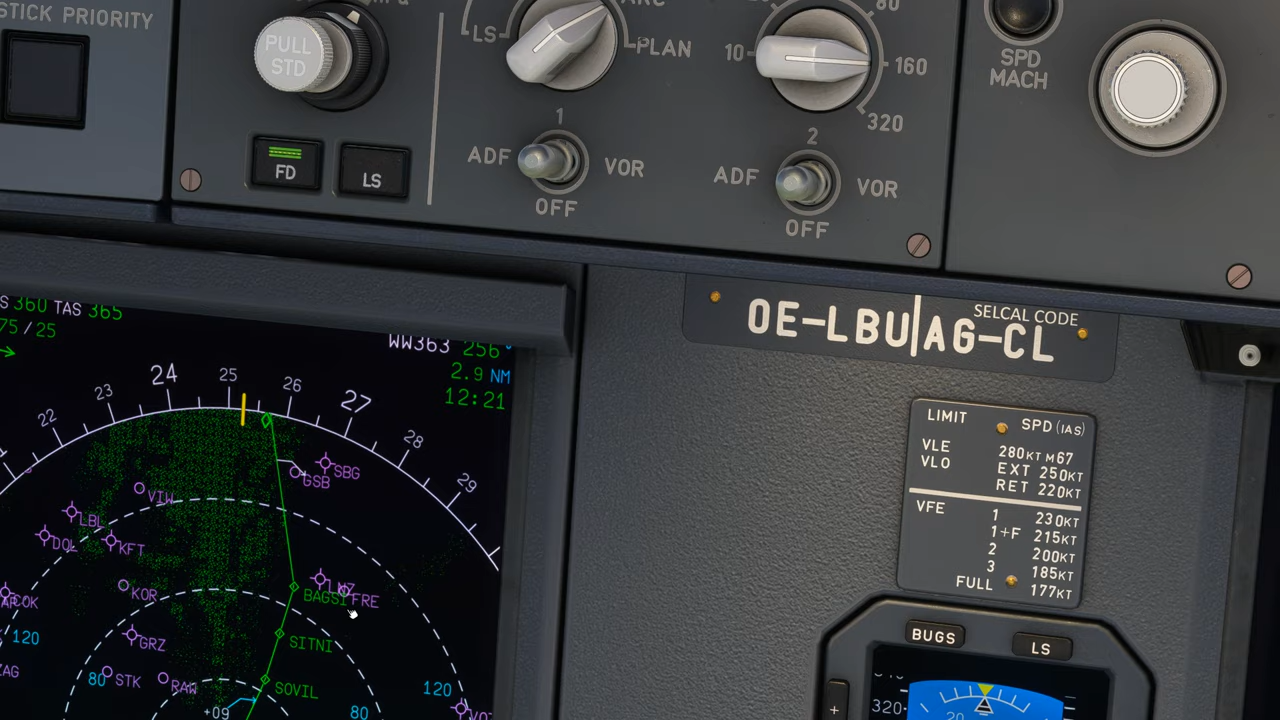 STICK PRIORITY
PULL
STD
FD
LS
LS
PLAN
10
80
160
320
1
ADF
VOR
OFF
2
ADF
VOR
OFF
SPD
MACH
360 TAS 365
75/25
WW363 256°
2.9 NM
12:21
22
23
24
25
26
27
28
29
SBG
GSB
VIW
LBL
DOL
KFT
KOR
LNZ
FRE
BAGSI
GRZ
SITNI
STK
RAW
SOVIL
120
80
120
80
+09
OE-LBU
SELCAL CODE
AG-CL
LIMIT SPD (IAS)
VLE 280KT M67
VLO EXT 250KT
RET 220KT
VFE 1 230KT
1+F 215KT
2 200KT
3 185KT
FULL 177KT
BUGS
LS
+
320
20